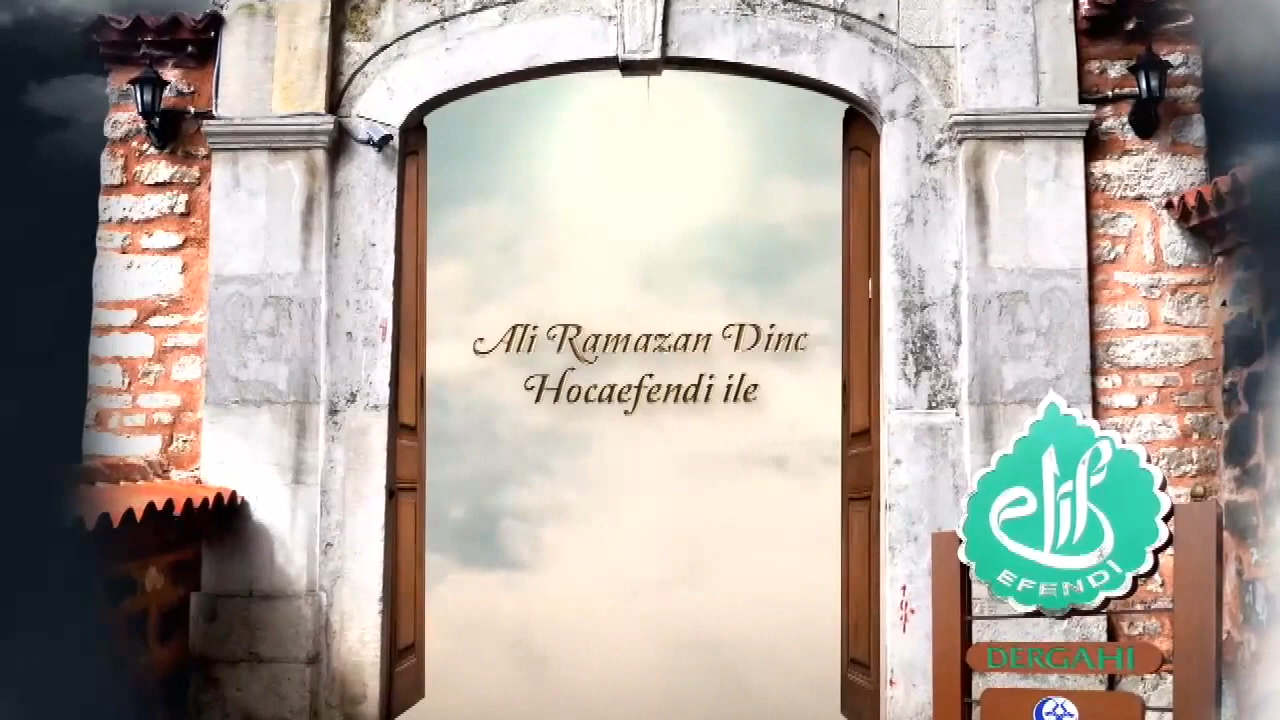 Ali Ramazan Dinc
Hocaefendi ile
elif
EFENDİ
DERGAHI